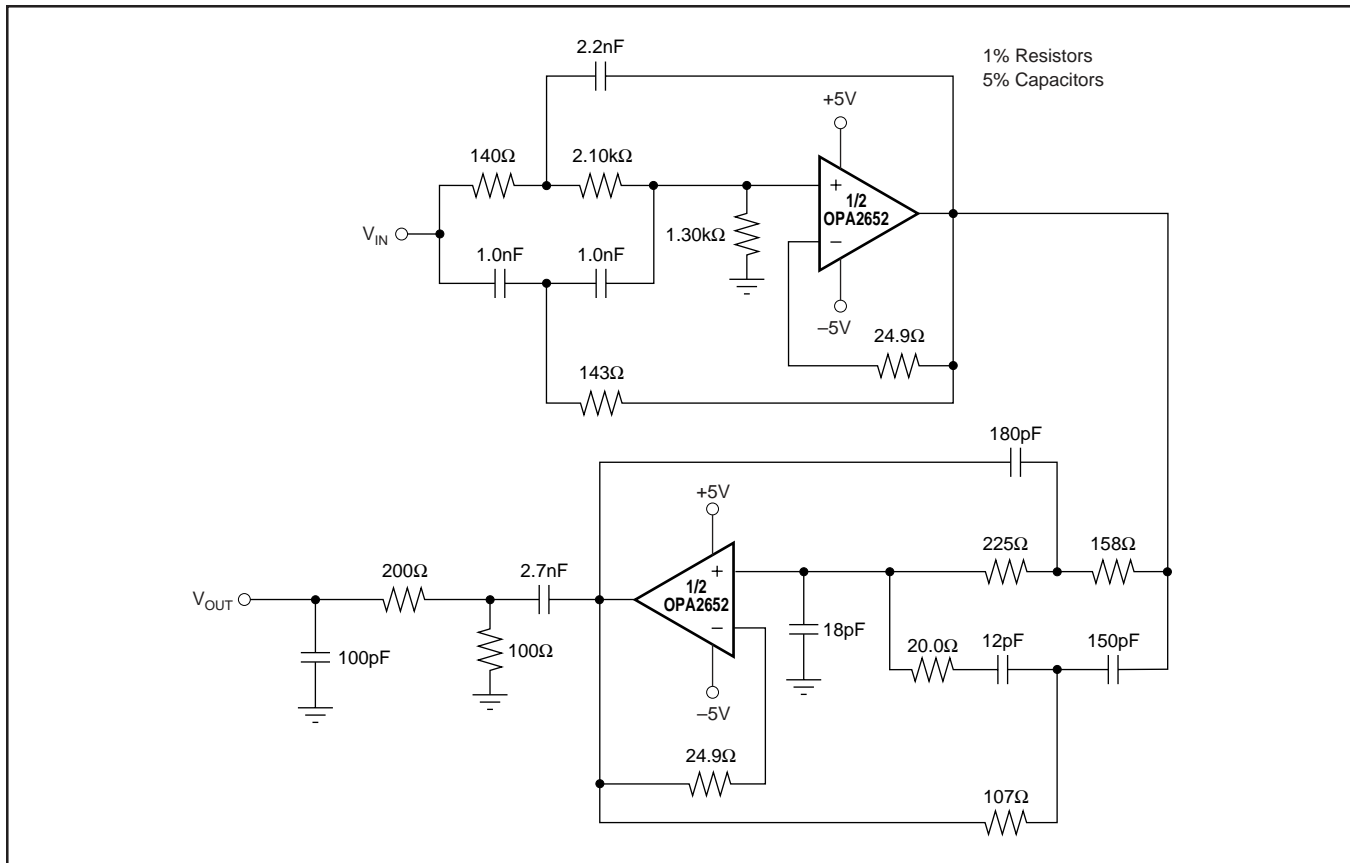 2.2nF
1% Resistors
5% Capacitors
+5V
140Ω
2.10kΩ
+
1/2
OPA2652
−
VIN
1.30kΩ
1.0nF
1.0nF
–5V
24.9Ω
143Ω
180pF
+5V
225Ω
158Ω
200Ω
2.7nF
+
1/2
OPA2652
−
VOUT
18pF
20.0Ω
12pF
150pF
100pF
100Ω
–5V
24.9Ω
107Ω